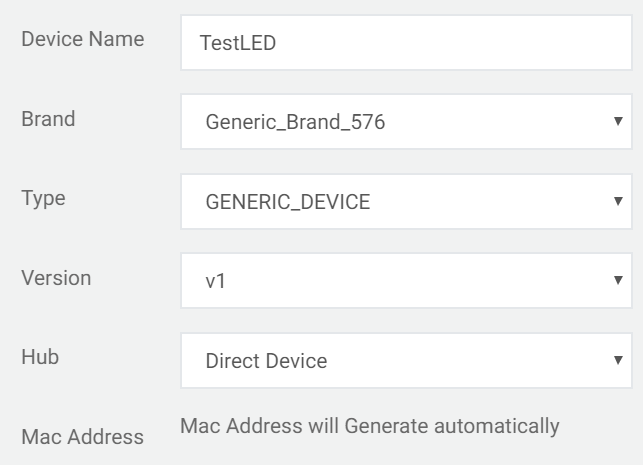 Device Name
TestLED
Brand
Generic_Brand_576
Type
GENERIC_DEVICE
Version
v1
Hub
Direct Device
Mac Address
Mac Address will Generate automatically